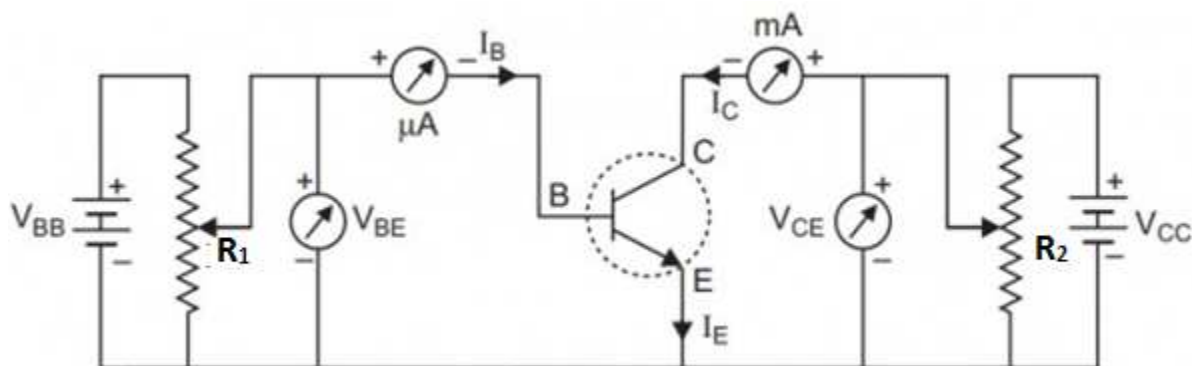 mA
+ − I_B
− +
I_C
μA
C
+
B
+
+
+
V_BB
R₁
V_BE
V_CE
R₂
V_CC
−
−
E
−
−
I_E